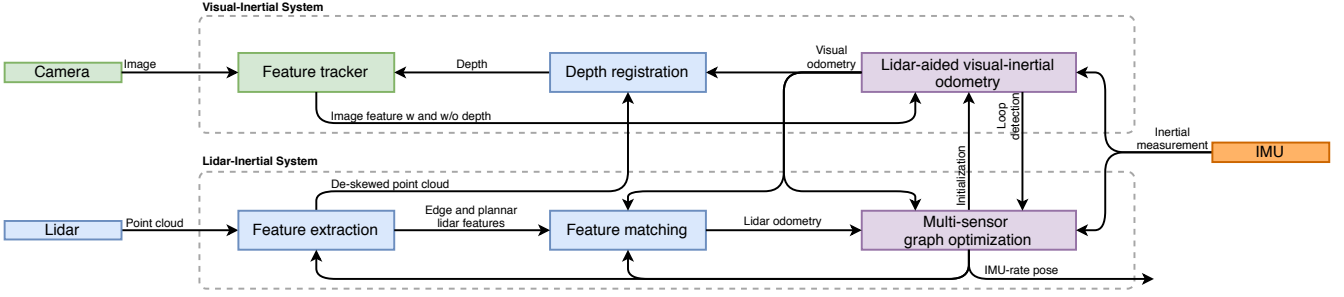 Visual-Inertial System
Camera
Image
Feature tracker
Depth
Depth registration
Visual
odometry
Lidar-aided visual-inertial
odometry
Image feature w and w/o depth
Loop
detection
Initialization
Inertial
measurement
IMU
Lidar-Inertial System
De-skewed point cloud
Lidar
Point cloud
Feature extraction
Edge and plannar
lidar features
Feature matching
Lidar odometry
Multi-sensor
graph optimization
IMU-rate pose